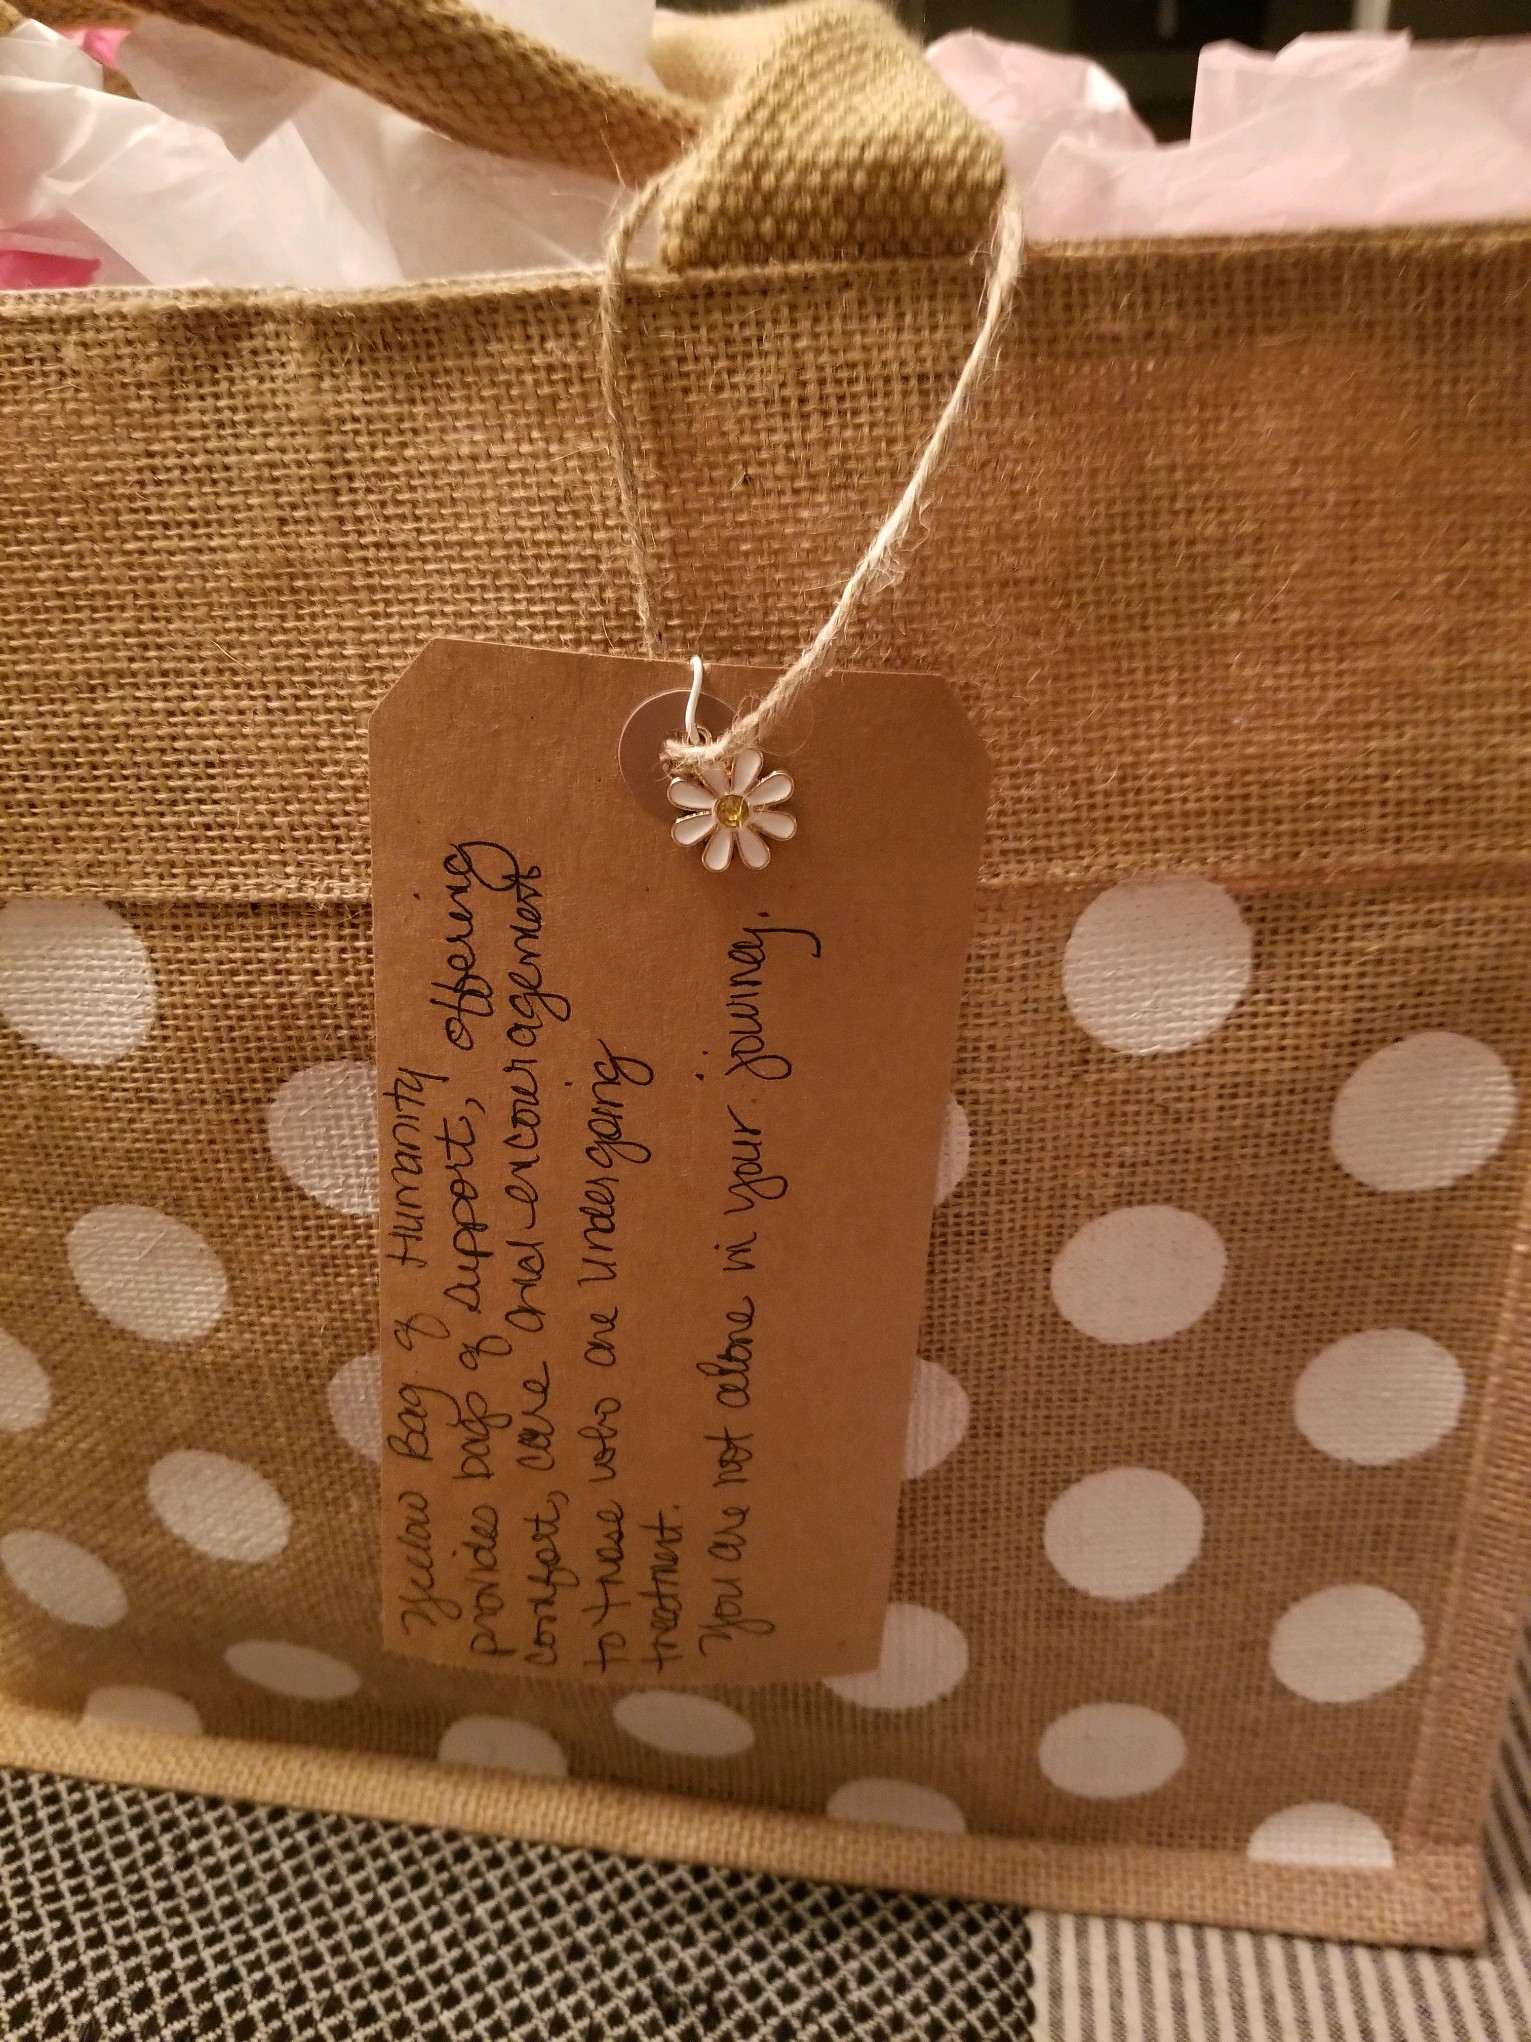 Yellow Bag of Humanity
provides bags of support, offering
comfort, care and encouragement
to those who are undergoing
treatment.
You are not alone in your journey.